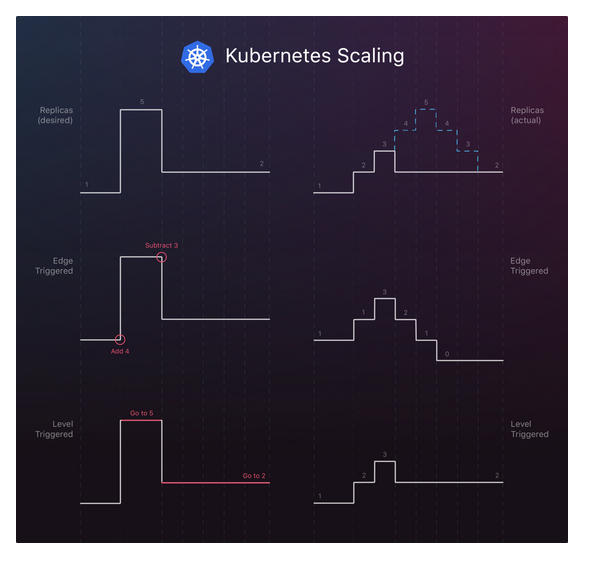 Kubernetes Scaling
Replicas
(desired)
5
1
2
5
4
4
3
3
2
2
1
Replicas
(actual)
Edge
Triggered
Subtract 3
Add 4
3
1
1
2
1
0
Edge
Triggered
Level
Triggered
Go to 5
Go to 2
3
2
2
1
Level
Triggered